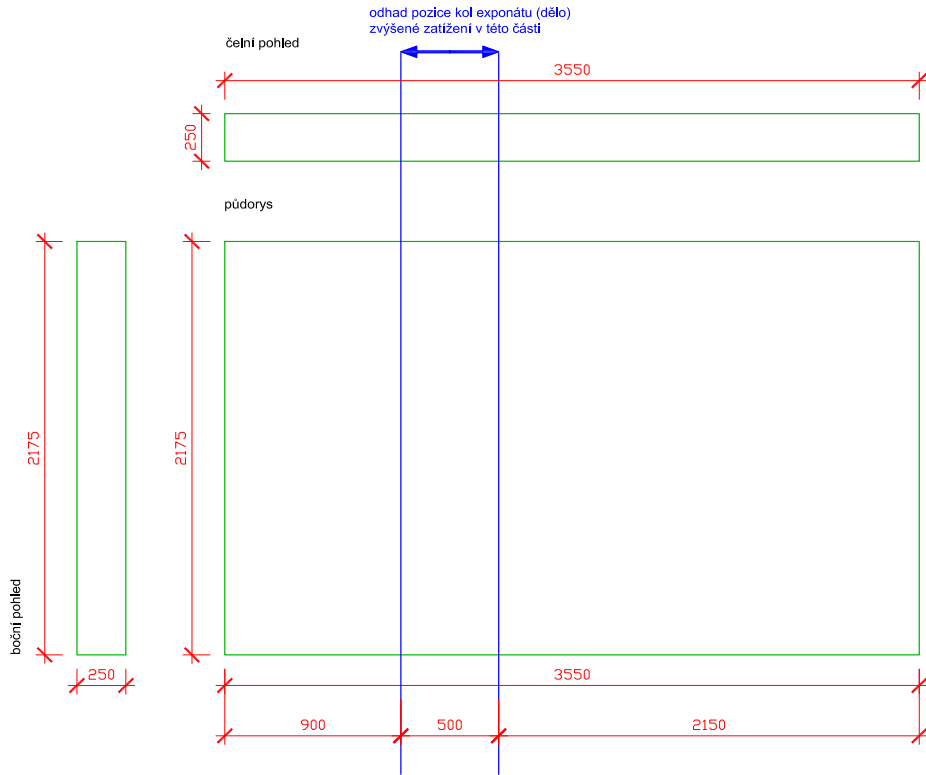 odhad pozice kol exponátu (dělo)
zvýšené zatížení v této části
čelní pohled
3550
250
půdorys
2175
2175
boční pohled
250
3550
900
500
2150